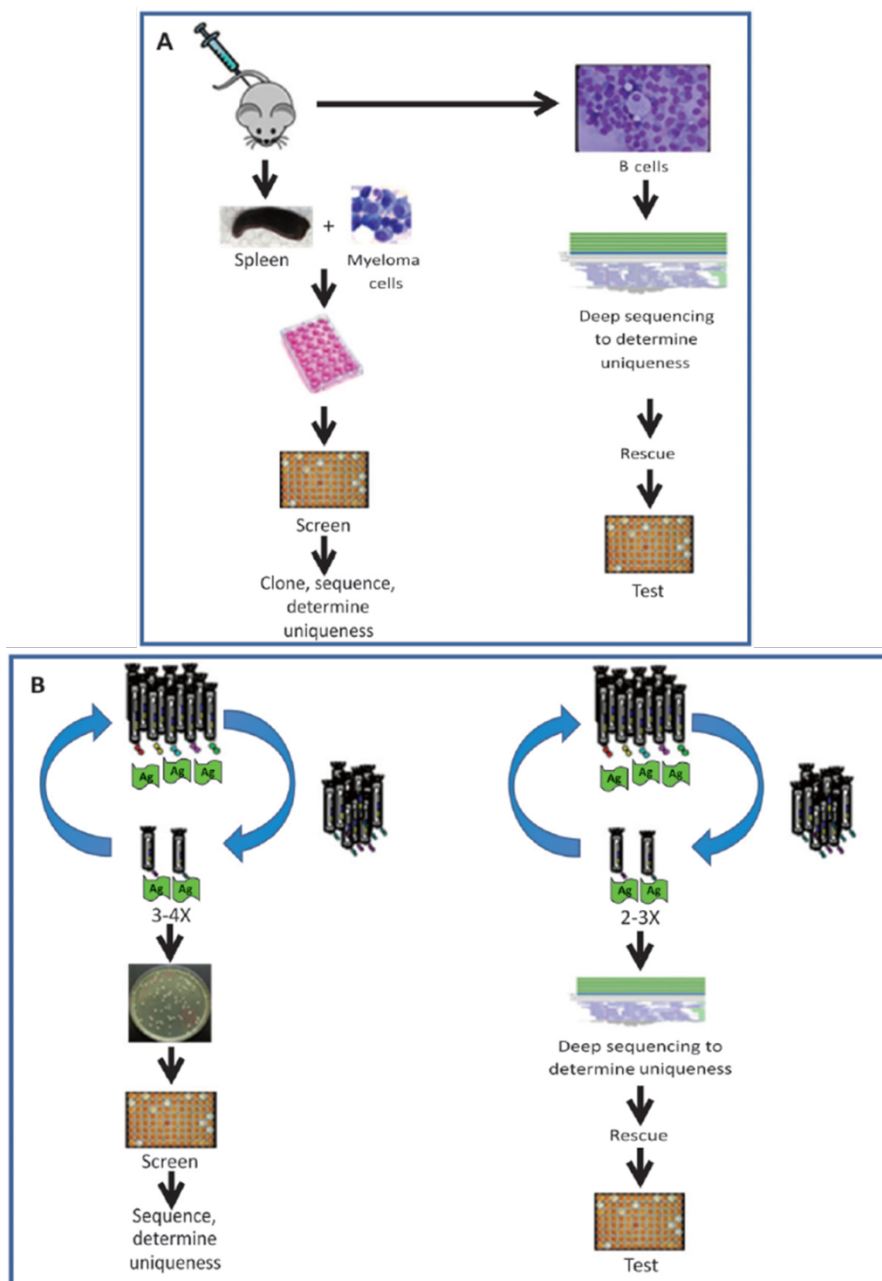 A
B cells
+
Spleen
Myeloma
cells
Deep sequencing
to determine
uniqueness
Rescue
Screen
Test
Clone, sequence,
determine
uniqueness
B
Ag Ag Ag
Ag Ag
3-4X
Screen
Sequence,
determine
uniqueness
Ag Ag Ag
Ag Ag
2-3X
Deep sequencing to
determine uniqueness
Rescue
Test